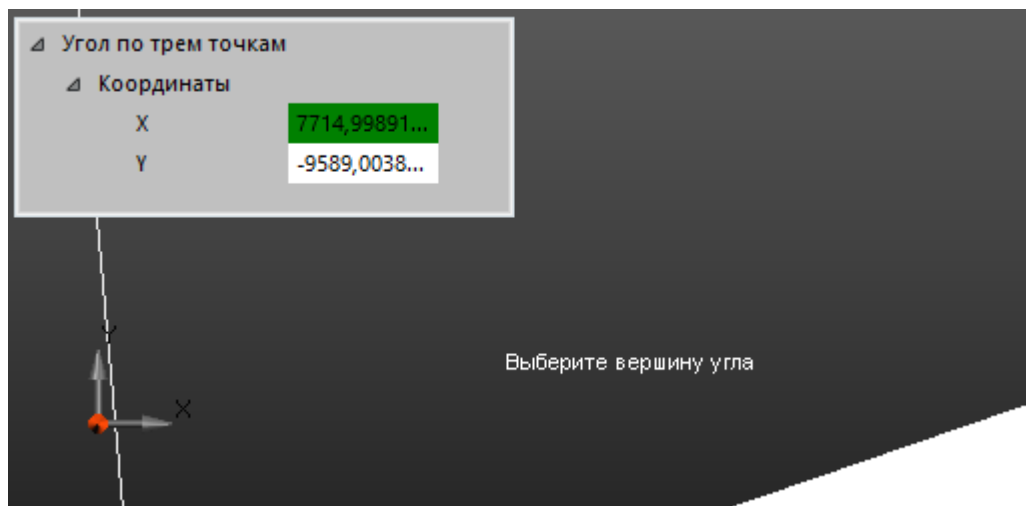 Угол по трем точкам
Координаты
X 7714,99891...
Y -9589,0038...
Y
Выберите вершину угла
X